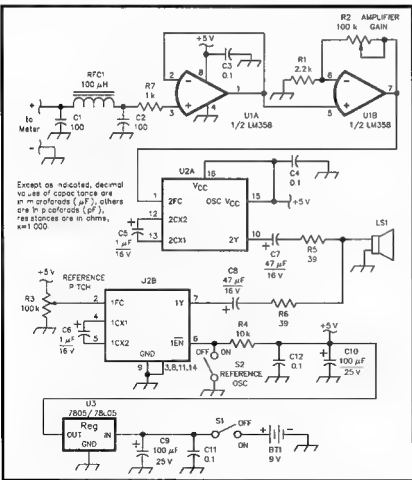 R2 AMPLIFIER
100 k GAIN
+5 V
RFC1
100 µH
C3
0.1
R1
2.2k
R7
1 k
2
8
1
3
4
6
7
5
+
to
Meter
-
C1
100
C2
100
U1A
1/2 LM358
U1B
1/2 LM358
Except as indicated, decimal
values of capacitance are
in microfarads (µF), others
are in picofarads (pF),
resistances are in ohms,
k=1 000
U2A
16
C4
0.1
VCC
1
2FC
OSC VCC
15
+5V
12
2CX2
C5
1 µF
16 V
13
2CX1
2Y
10
C7
47 µF
16 V
R5
39
LS1
+5 V
REFERENCE
PITCH
R3
100k
J2B
C8
47 µF
16 V
2
1FC
1Y
7
R6
39
4
1CX1
C6
1 µF
16 V
5
1CX2
1EN
6
R4
10k
+5 V
GND
9
3,8,11,14
OFF
ON
S2
REFERENCE
OSC
C12
0.1
C10
100 µF
25 V
U3
7805/ 78L05
Reg
OUT
IN
GND
C9
100 µF
25 V
C11
0.1
S1
OFF
ON
BT1
9 V